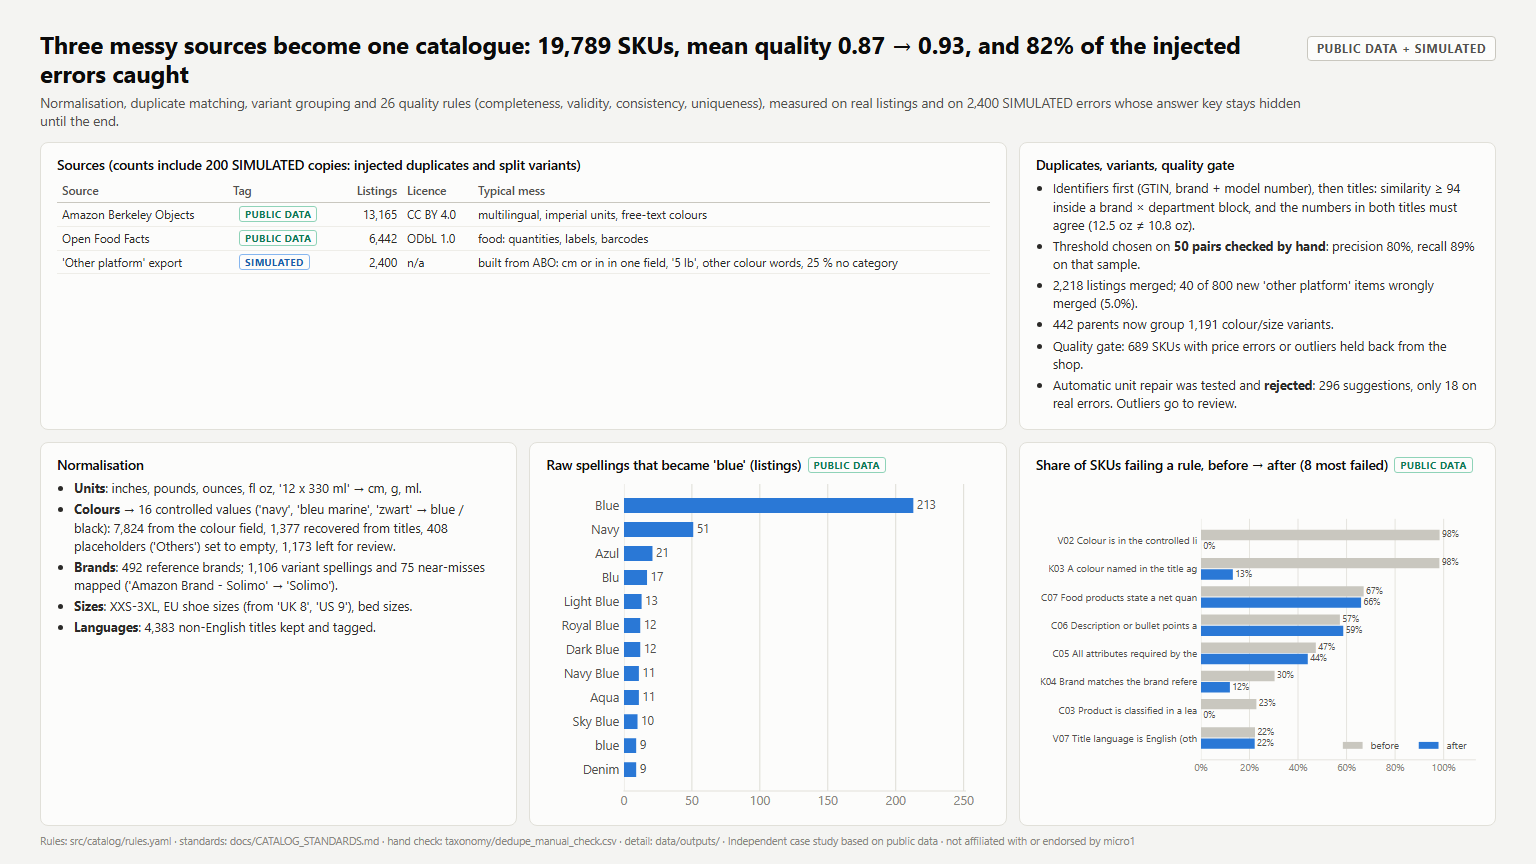 Three messy sources become one catalogue: 19,789 SKUs, mean quality 0.87 → 0.93, and 82% of the injected
errors caught
PUBLIC DATA + SIMULATED
Normalisation, duplicate matching, variant grouping and 26 quality rules (completeness, validity, consistency, uniqueness), measured on real listings and on 2,400 SIMULATED errors whose answer key stays hidden
until the end.
Sources (counts include 200 SIMULATED copies: injected duplicates and split variants)
Source Tag Listings Licence Typical mess
Amazon Berkeley Objects PUBLIC DATA 13,165 CC BY 4.0 multilingual, imperial units, free-text colours
Open Food Facts PUBLIC DATA 6,442 ODbL 1.0 food: quantities, labels, barcodes
'Other platform' export SIMULATED 2,400 n/a built from ABO: cm or in in one field, '5 lb', other colour words, 25 % no category
Duplicates, variants, quality gate
• Identifiers first (GTIN, brand + model number), then titles: similarity ≥ 94
inside a brand × department block, and the numbers in both titles must
agree (12.5 oz ≠ 10.8 oz).
• Threshold chosen on 50 pairs checked by hand: precision 80%, recall 89%
on that sample.
• 2,218 listings merged; 40 of 800 new 'other platform' items wrongly
merged (5.0%).
• 442 parents now group 1,191 colour/size variants.
• Quality gate: 689 SKUs with price errors or outliers held back from the
shop.
• Automatic unit repair was tested and rejected: 296 suggestions, only 18 on
real errors. Outliers go to review.
Normalisation
• Units: inches, pounds, ounces, fl oz, '12 x 330 ml' → cm, g, ml.
• Colours → 16 controlled values ('navy', 'bleu marine', 'zwart' → blue /
black): 7,824 from the colour field, 1,377 recovered from titles, 408
placeholders ('Others') set to empty, 1,173 left for review.
• Brands: 492 reference brands; 1,106 variant spellings and 75 near-misses
mapped ('Amazon Brand - Solimo' → 'Solimo').
• Sizes: XXS-3XL, EU shoe sizes (from 'UK 8', 'US 9'), bed sizes.
• Languages: 4,383 non-English titles kept and tagged.
Raw spellings that became 'blue' (listings) PUBLIC DATA
Blue 213
Navy 51
Azul 21
Blu 17
Light Blue 13
Royal Blue 12
Dark Blue 12
Navy Blue 11
Aqua 11
Sky Blue 10
blue 9
Denim 9
0 50 100 150 200 250
Share of SKUs failing a rule, before → after (8 most failed) PUBLIC DATA
V02 Colour is in the controlled li 98% 0%
K03 A colour named in the title ag 98% 13%
C07 Food products state a net quan 67% 66%
C06 Description or bullet points a 57% 59%
C05 All attributes required by the 47% 44%
K04 Brand matches the brand refere 30% 12%
C03 Product is classified in a lea 23% 0%
V07 Title language is English (oth 22% 22%
before after
0% 20% 40% 60% 80% 100%
Rules: src/catalog/rules.yaml · standards: docs/CATALOG_STANDARDS.md · hand check: taxonomy/dedupe_manual_check.csv · detail: data/outputs/ · Independent case study based on public data · not affiliated with or endorsed by micro1